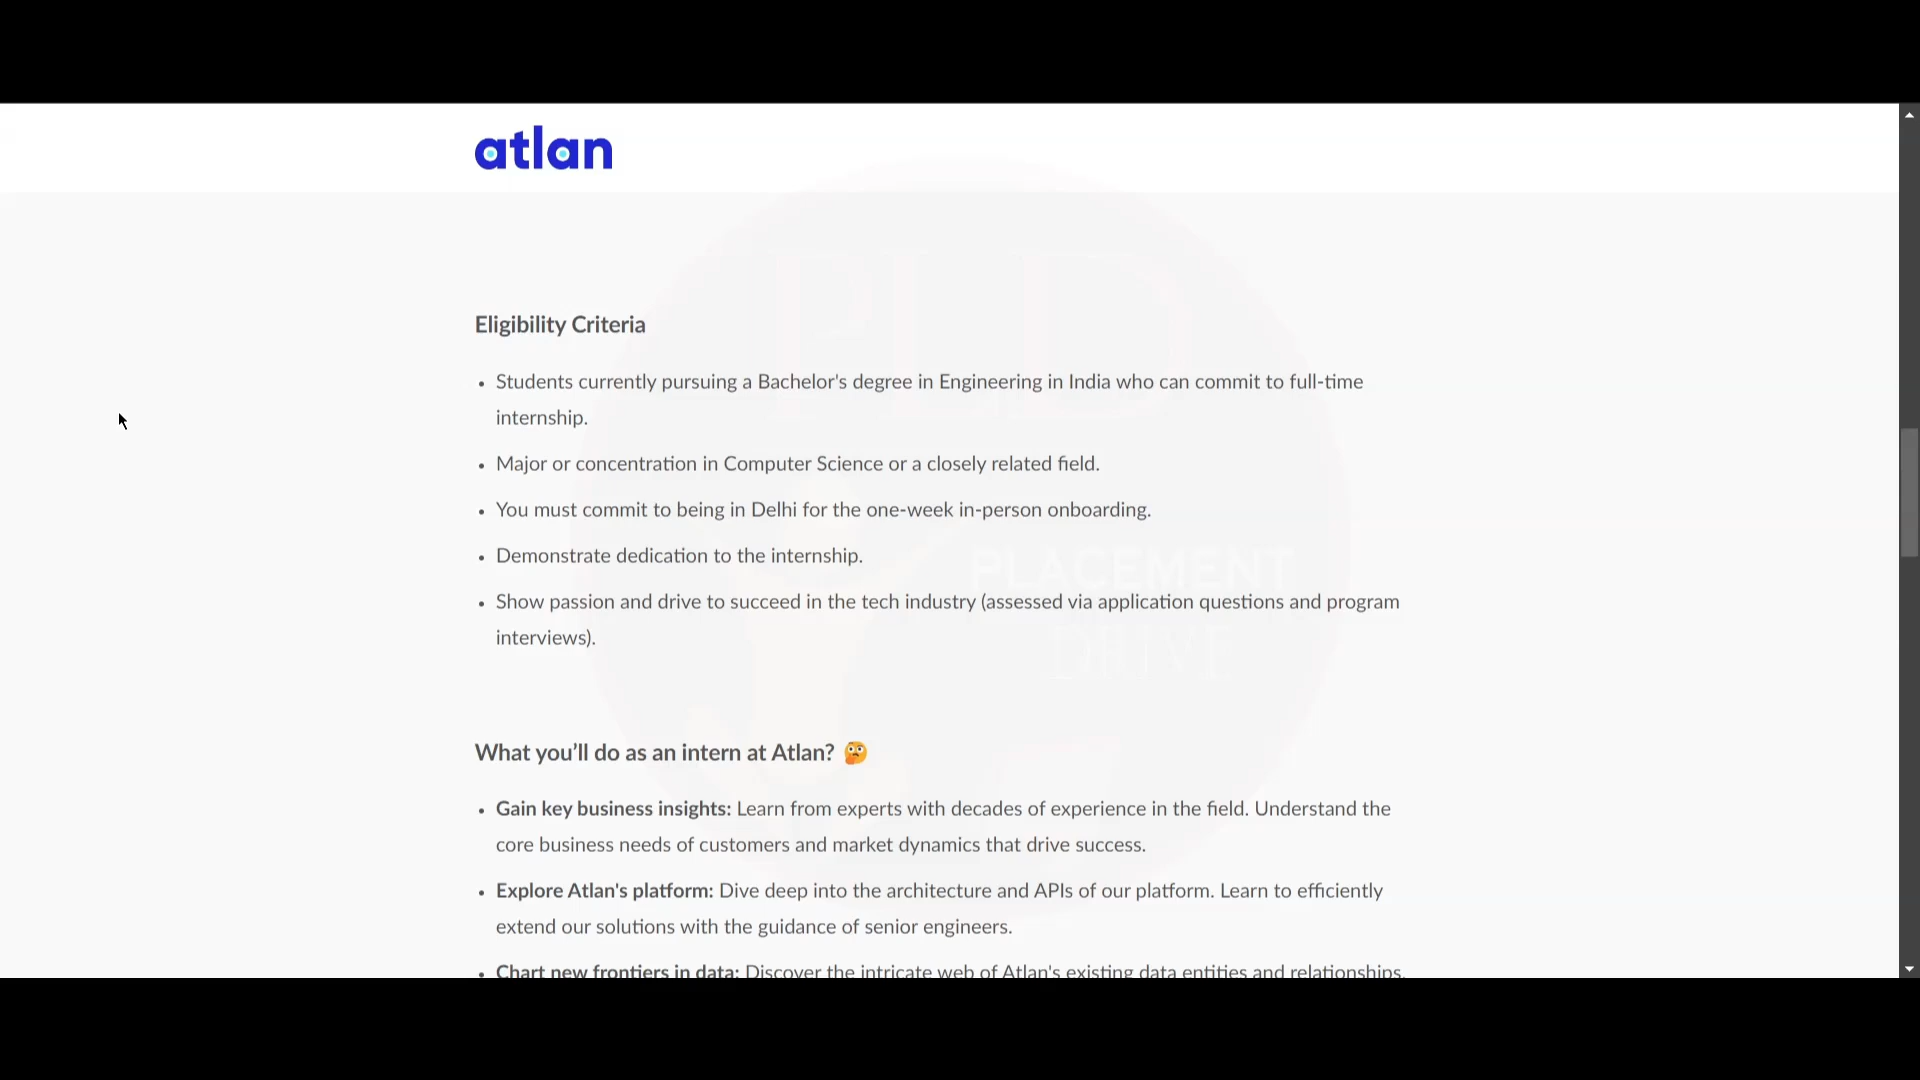 atlan
PLD
Eligibility Criteria
• Students currently pursuing a Bachelor's degree in Engineering in India who can commit to full-time
internship.
• Major or concentration in Computer Science or a closely related field.
• You must commit to being in Delhi for the one-week in-person onboarding.
• Demonstrate dedication to the internship.
PLACEMENT
• Show passion and drive to succeed in the tech industry (assessed via application questions and program
interviews).
DRIVE
What you’ll do as an intern at Atlan? 🤔
• Gain key business insights: Learn from experts with decades of experience in the field. Understand the
core business needs of customers and market dynamics that drive success.
• Explore Atlan's platform: Dive deep into the architecture and APIs of our platform. Learn to efficiently
extend our solutions with the guidance of senior engineers.
• Chart new frontiers in data: Discover the intricate web of Atlan's existing data entities and relationships.